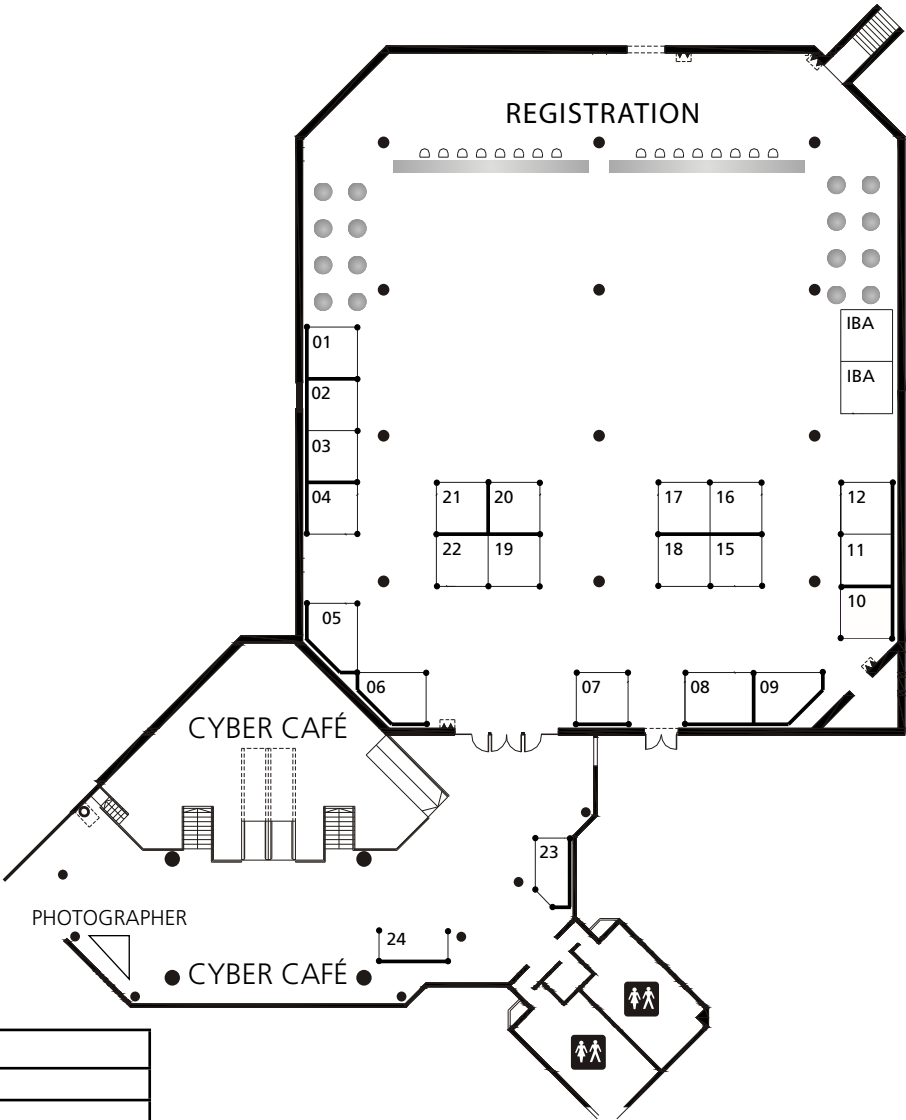 REGISTRATION
IBA
01
IBA
02
03
04
21 20
17 16
12
22 19
18 15
11
10
05
06
07
08 09
CYBER CAFÉ
23
PHOTOGRAPHER
24
CYBER CAFÉ